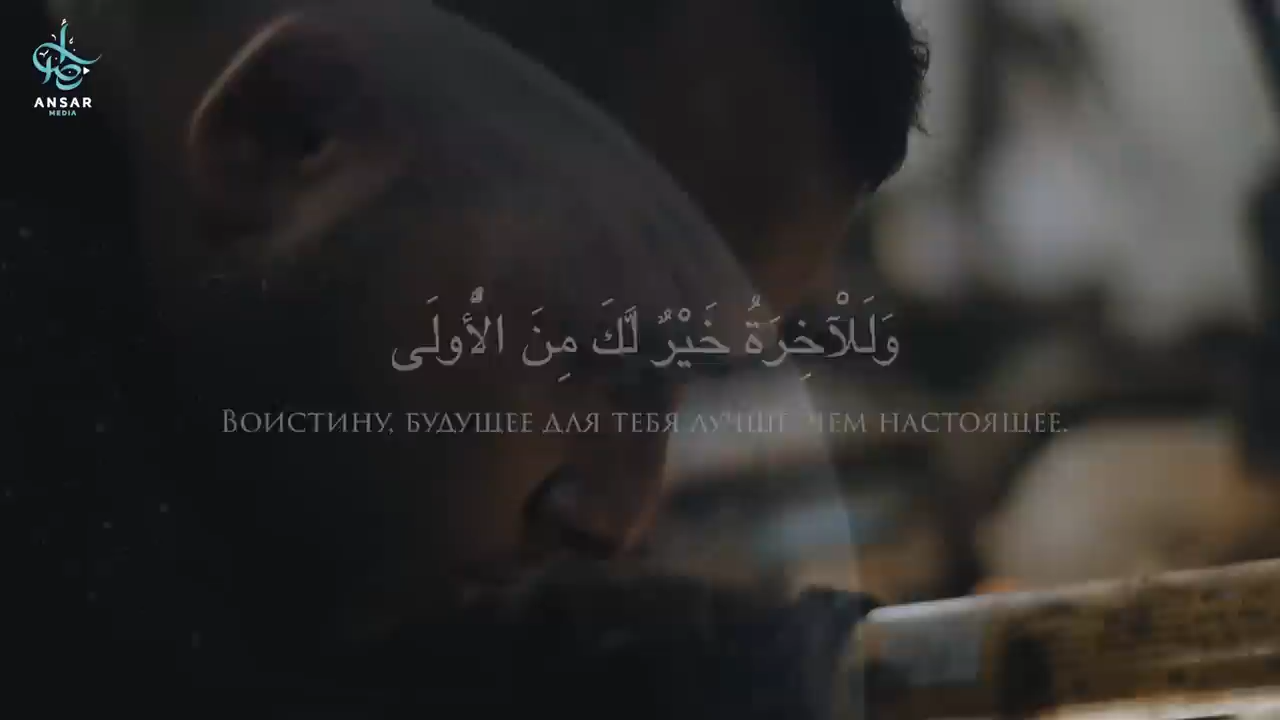 ANSAR
MEDIA
وَلَلْآخِرَةُ خَيْرٌ لَّكَ مِنَ الْأُولَى
Воистину, будущее для тебя лучше, чем настоящее.